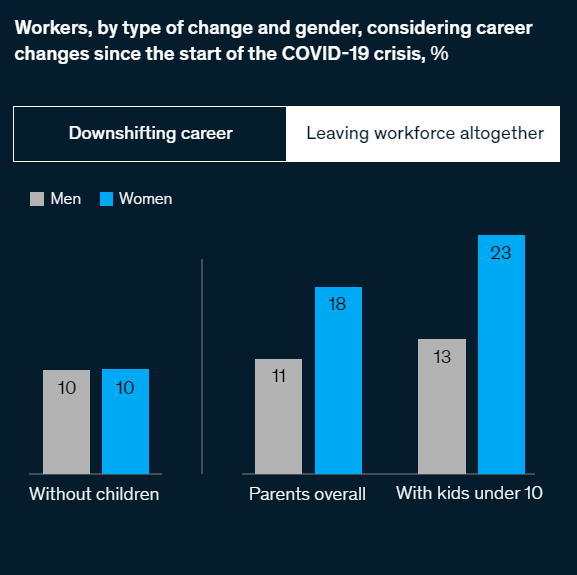 Workers, by type of change and gender, considering career
changes since the start of the COVID-19 crisis, %
Downshifting career
Leaving workforce altogether
Men
Women
10
10
11
18
13
23
Without children
Parents overall
With kids under 10